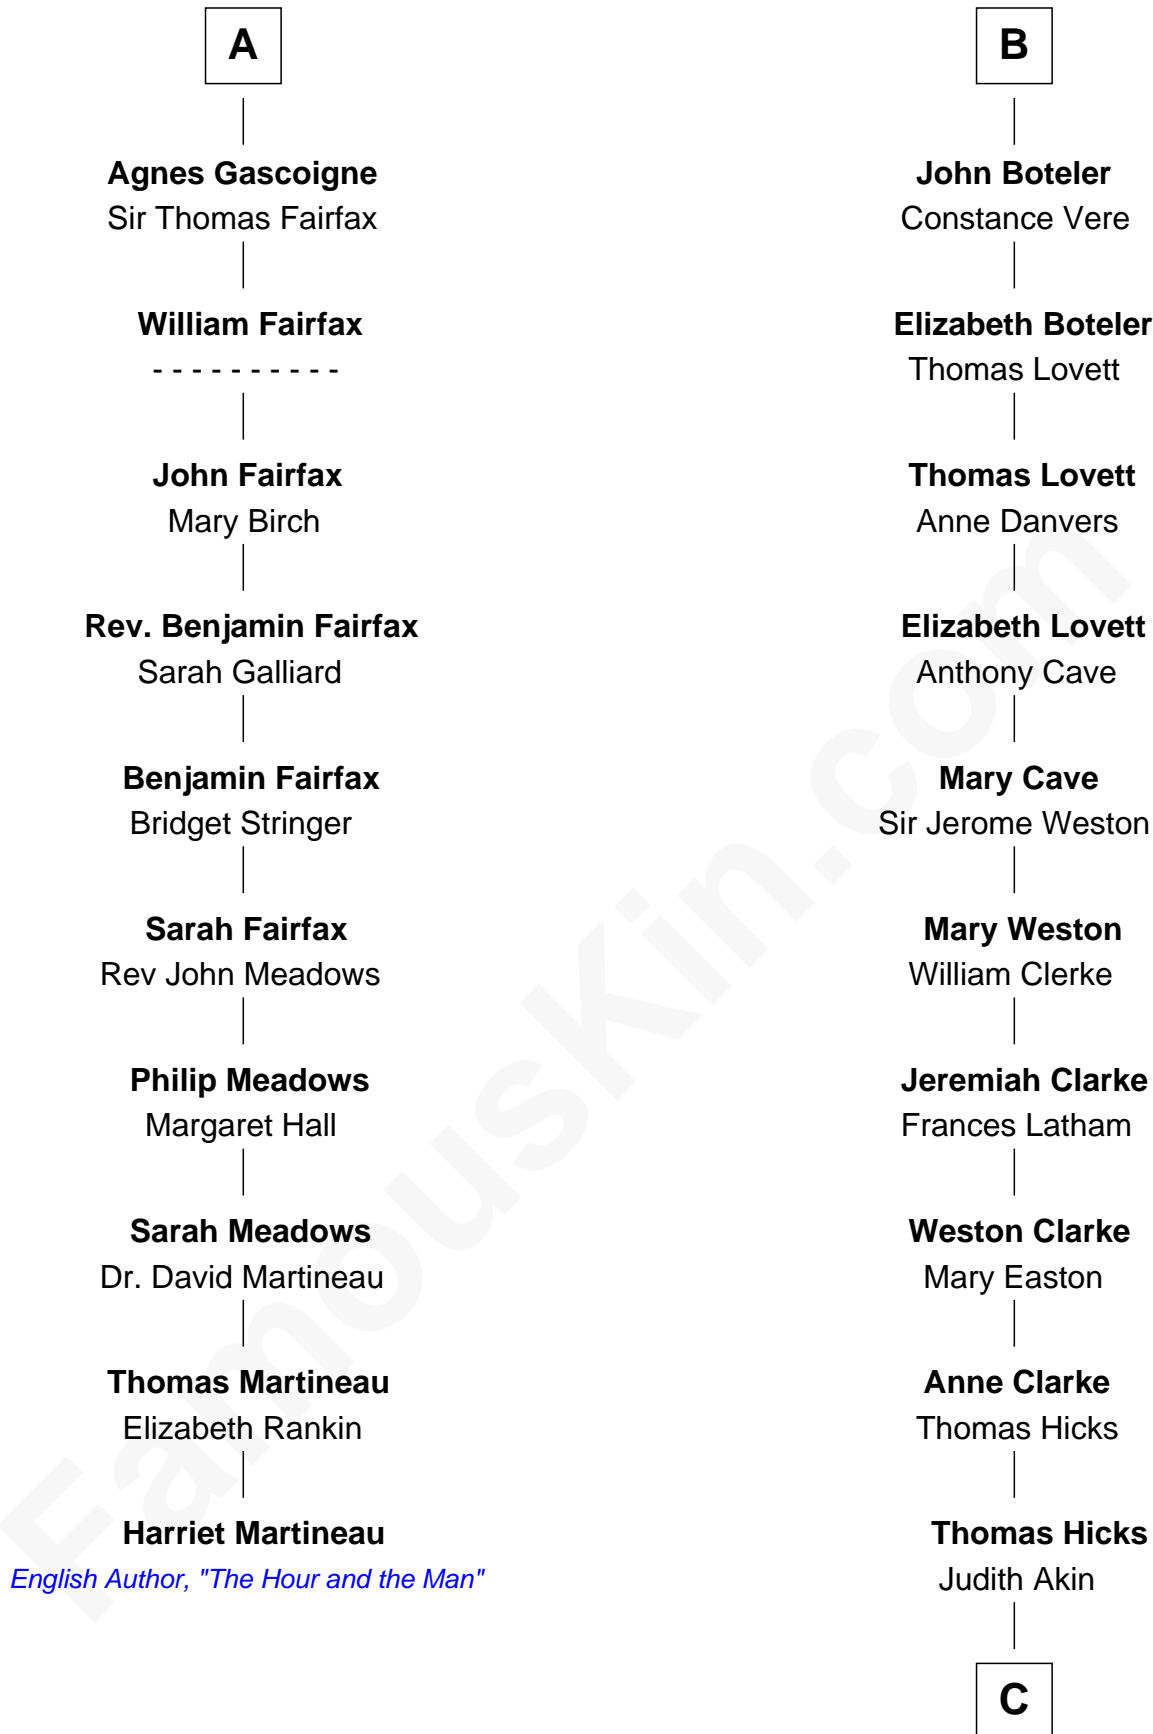 A
Agnes Gascoigne
Sir Thomas Fairfax
William Fairfax
- - - - - - - - - -
John Fairfax
Mary Birch
Rev. Benjamin Fairfax
Sarah Galliard
Benjamin Fairfax
Bridget Stringer
Sarah Fairfax
Rev John Meadows
Philip Meadows
Margaret Hall
Sarah Meadows
Dr. David Martineau
Thomas Martineau
Elizabeth Rankin
Harriet Martineau
English Author, "The Hour and the Man"
B
John Boteler
Constance Vere
Elizabeth Boteler
Thomas Lovett
Thomas Lovett
Anne Danvers
Elizabeth Lovett
Anthony Cave
Mary Cave
Sir Jerome Weston
Mary Weston
William Clerke
Jeremiah Clarke
Frances Latham
Weston Clarke
Mary Easton
Anne Clarke
Thomas Hicks
Thomas Hicks
Judith Akin
C
FamousKin.com